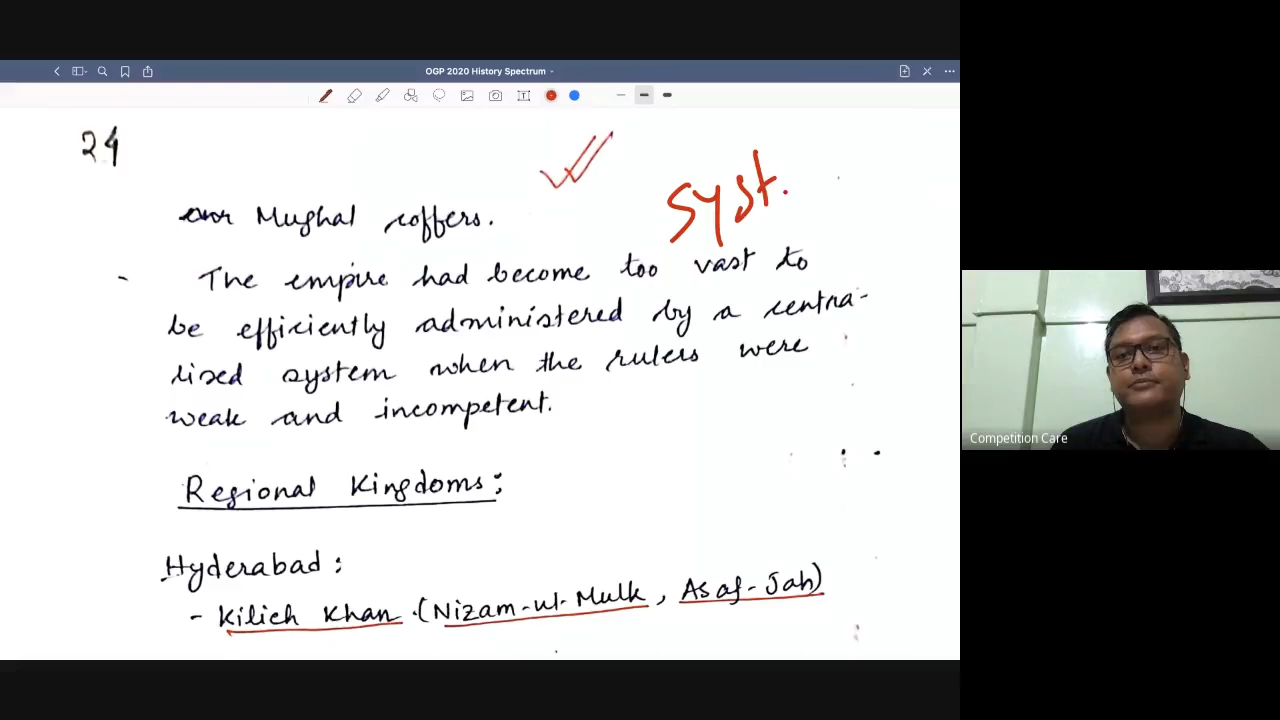 OGP 2020 History Spectrum
24
syst.
Mughal coffers.
- The empire had become too vast to
be efficiently administered by a centra-
lized system when the rulers were
weak and incompetent.
Regional Kingdoms:
Hyderabad:
- Kilich Khan (Nizam-ul-Mulk, Asaf-Jah)
Competition Care